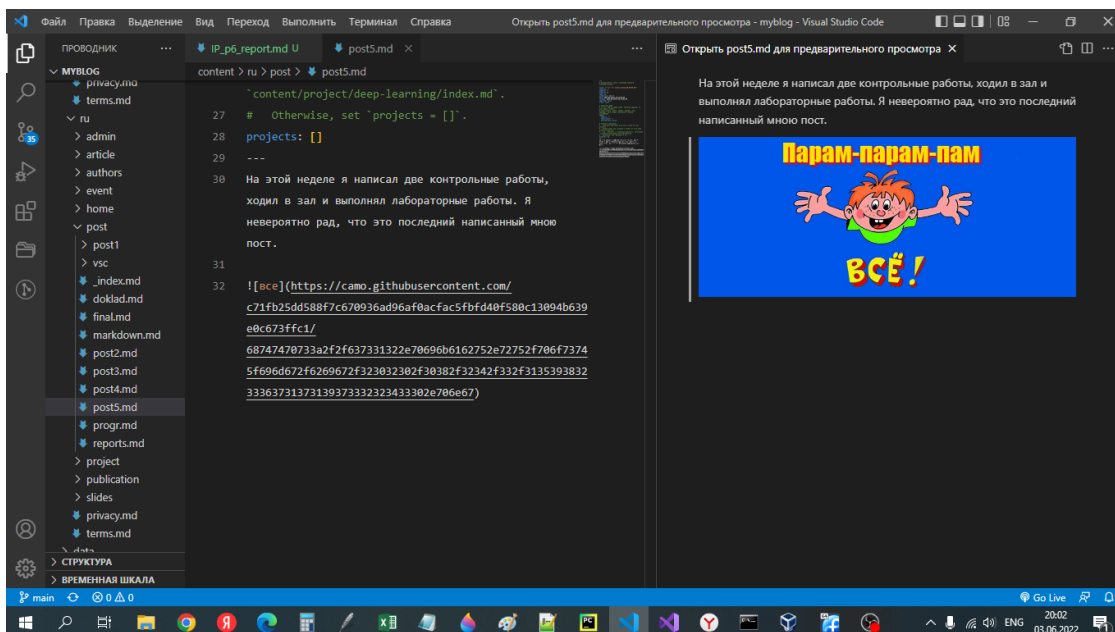 Файл Правка Выделение Вид Переход Выполнить Терминал Справка
Открыть post5.md для предварительного просмотра - myblog - Visual Studio Code
ПРОВОДНИК ...
MYBLOG
privacy.md
terms.md
ru
admin
article
authors
event
home
post
post1
vsc
_index.md
doklad.md
final.md
markdown.md
post2.md
post3.md
post4.md
post5.md
progr.md
reports.md
project
publication
slides
privacy.md
terms.md
data
СТРУКТУРА
ВРЕМЕННАЯ ШКАЛА
35
IP_p6_report.md U
post5.md
content > ru > post > post5.md
`content/project/deep-learning/index.md`.
27 # Otherwise, set `projects = []`.
28 projects: []
29 ---
30 На этой неделе я написал две контрольные работы,
ходил в зал и выполнял лабораторные работы. Я
невероятно рад, что это последний написанный мною
пост.
31
32 ![все](https://camo.githubusercontent.com/
c71fb25dd588f7c670936ad96af0acfac5fbfd40f580c13094b639
e0c673ffc1/
68747470733a2f2f637331322e70696b6162752e72752f706f7374
5f696d672f6269672f323032302f30382f32342f332f3135393832
33363731373139373332323433302e706e67)
Открыть post5.md для предварительного просмотра
На этой неделе я написал две контрольные работы, ходил в зал и
выполнял лабораторные работы. Я невероятно рад, что это последний
написанный мною пост.
Парам-парам-пам
ВСЁ!
main 0 0
Go Live
ENG
20:02
03.06.2022